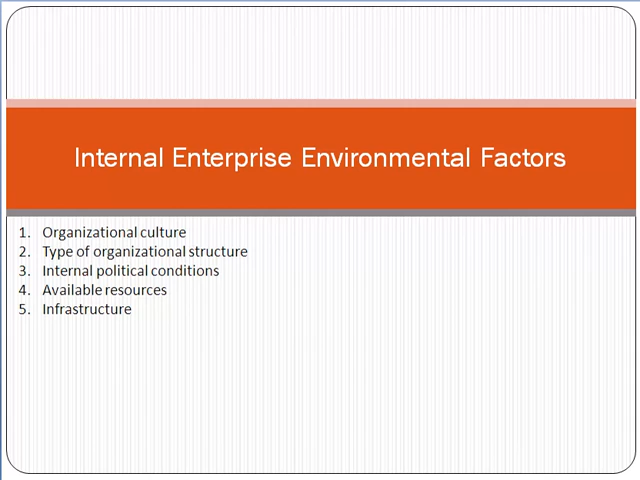 Internal Enterprise Environmental Factors
1. Organizational culture
2. Type of organizational structure
3. Internal political conditions
4. Available resources
5. Infrastructure